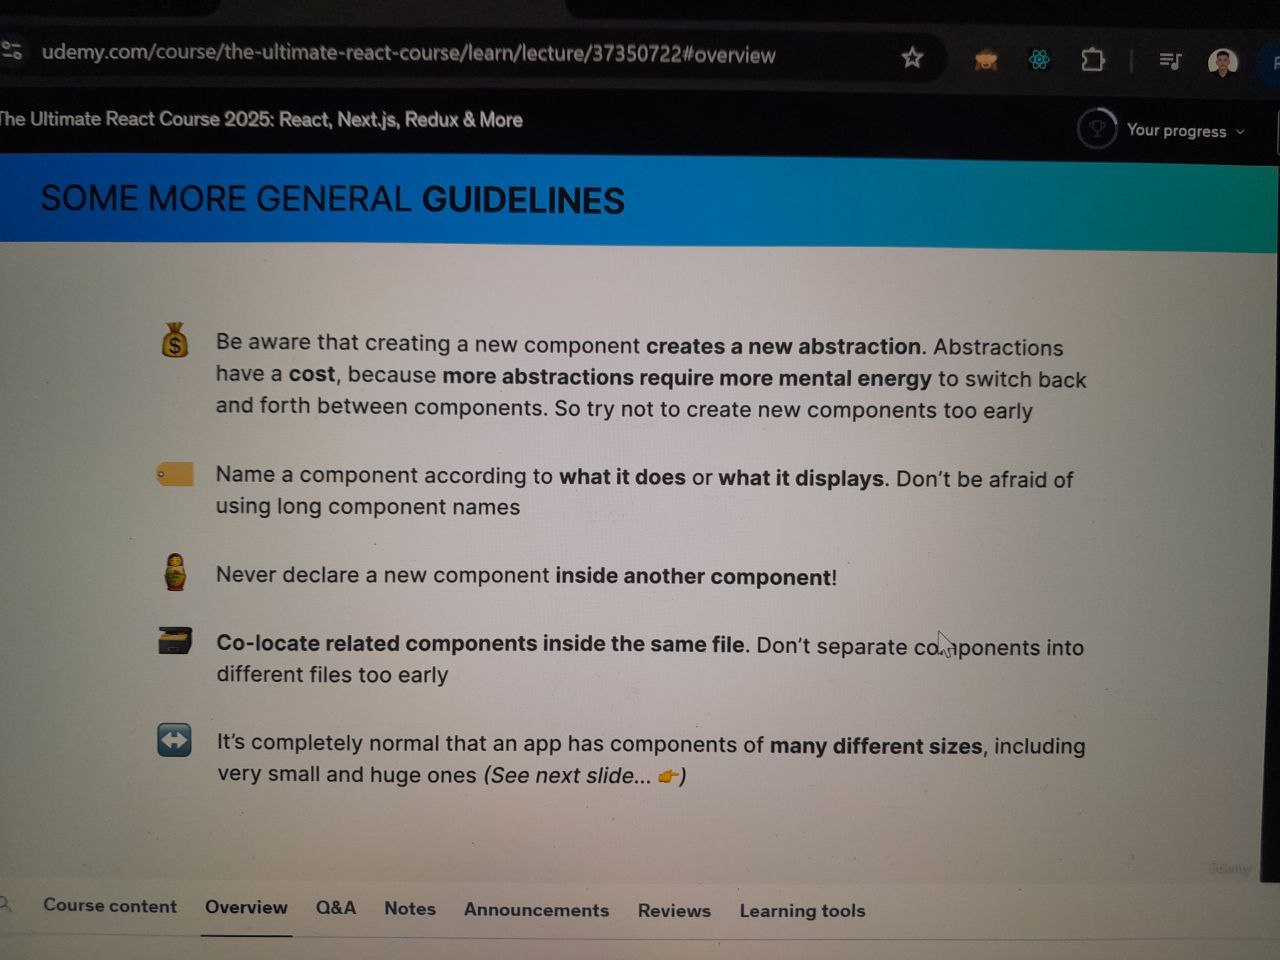 udemy.com/course/the-ultimate-react-course/learn/lecture/37350722#overview
The Ultimate React Course 2025: React, Next.js, Redux & More
Your progress
SOME MORE GENERAL GUIDELINES
Be aware that creating a new component creates a new abstraction. Abstractions
have a cost, because more abstractions require more mental energy to switch back
and forth between components. So try not to create new components too early
Name a component according to what it does or what it displays. Don't be afraid of
using long component names
Never declare a new component inside another component!
Co-locate related components inside the same file. Don't separate components into
different files too early
It's completely normal that an app has components of many different sizes, including
very small and huge ones (See next slide... 👉)
Udemy
Course content Overview Q&A Notes Announcements Reviews Learning tools